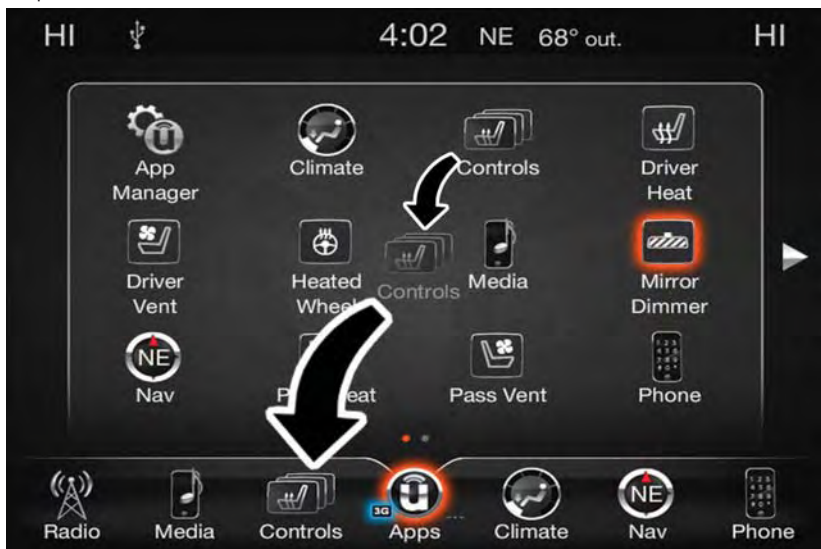 HI 4:02 NE 68° out. HI
App Manager
Climate
Controls
Driver Heat
Driver Vent
Heated
Controls
Media
Mirror Dimmer
NE
Nav
Pass Vent
Phone
3G
NE
Radio
Media
Controls
Apps
Climate
Nav
Phone